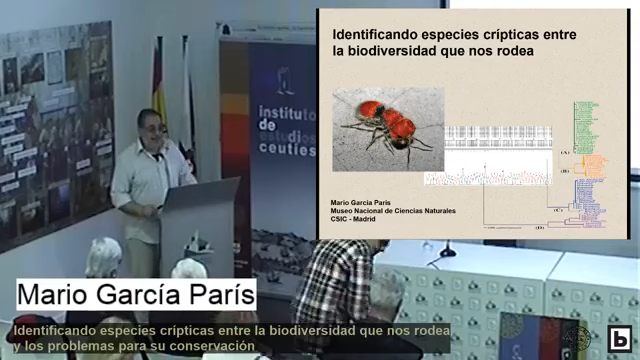 Identificando especies crípticas entre
la biodiversidad que nos rodea
instituto
de
estudios
ceutíes
(A)
(B)
(C)
(D)
Mario García París
Museo Nacional de Ciencias Naturales
CSIC - Madrid
Mario García París
Identificando especies crípticas entre la biodiversidad que nos rodea
y los problemas para su conservación
b